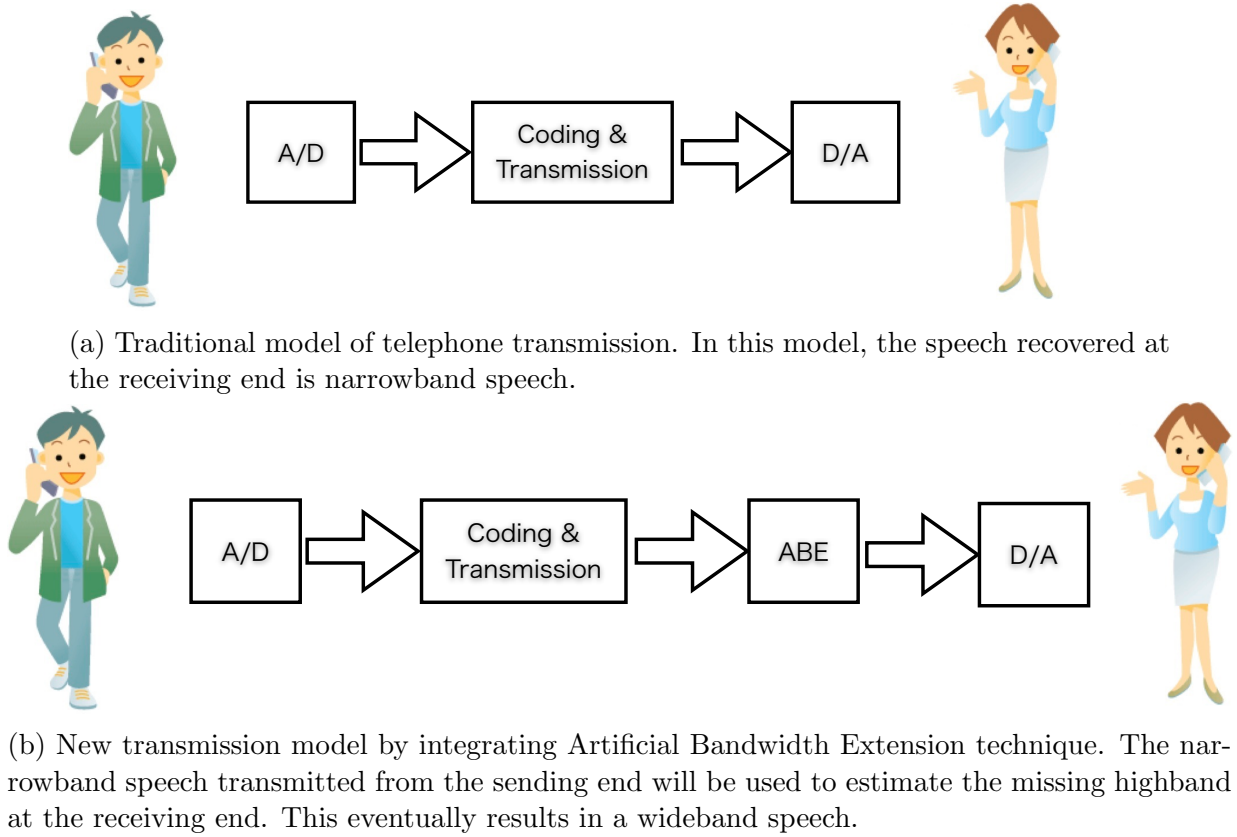 A/D
Coding &
Transmission
D/A
(a) Traditional model of telephone transmission. In this model, the speech recovered at
the receiving end is narrowband speech.
A/D
Coding &
Transmission
ABE
D/A
(b) New transmission model by integrating Artificial Bandwidth Extension technique. The nar-
rowband speech transmitted from the sending end will be used to estimate the missing highband
at the receiving end. This eventually results in a wideband speech.